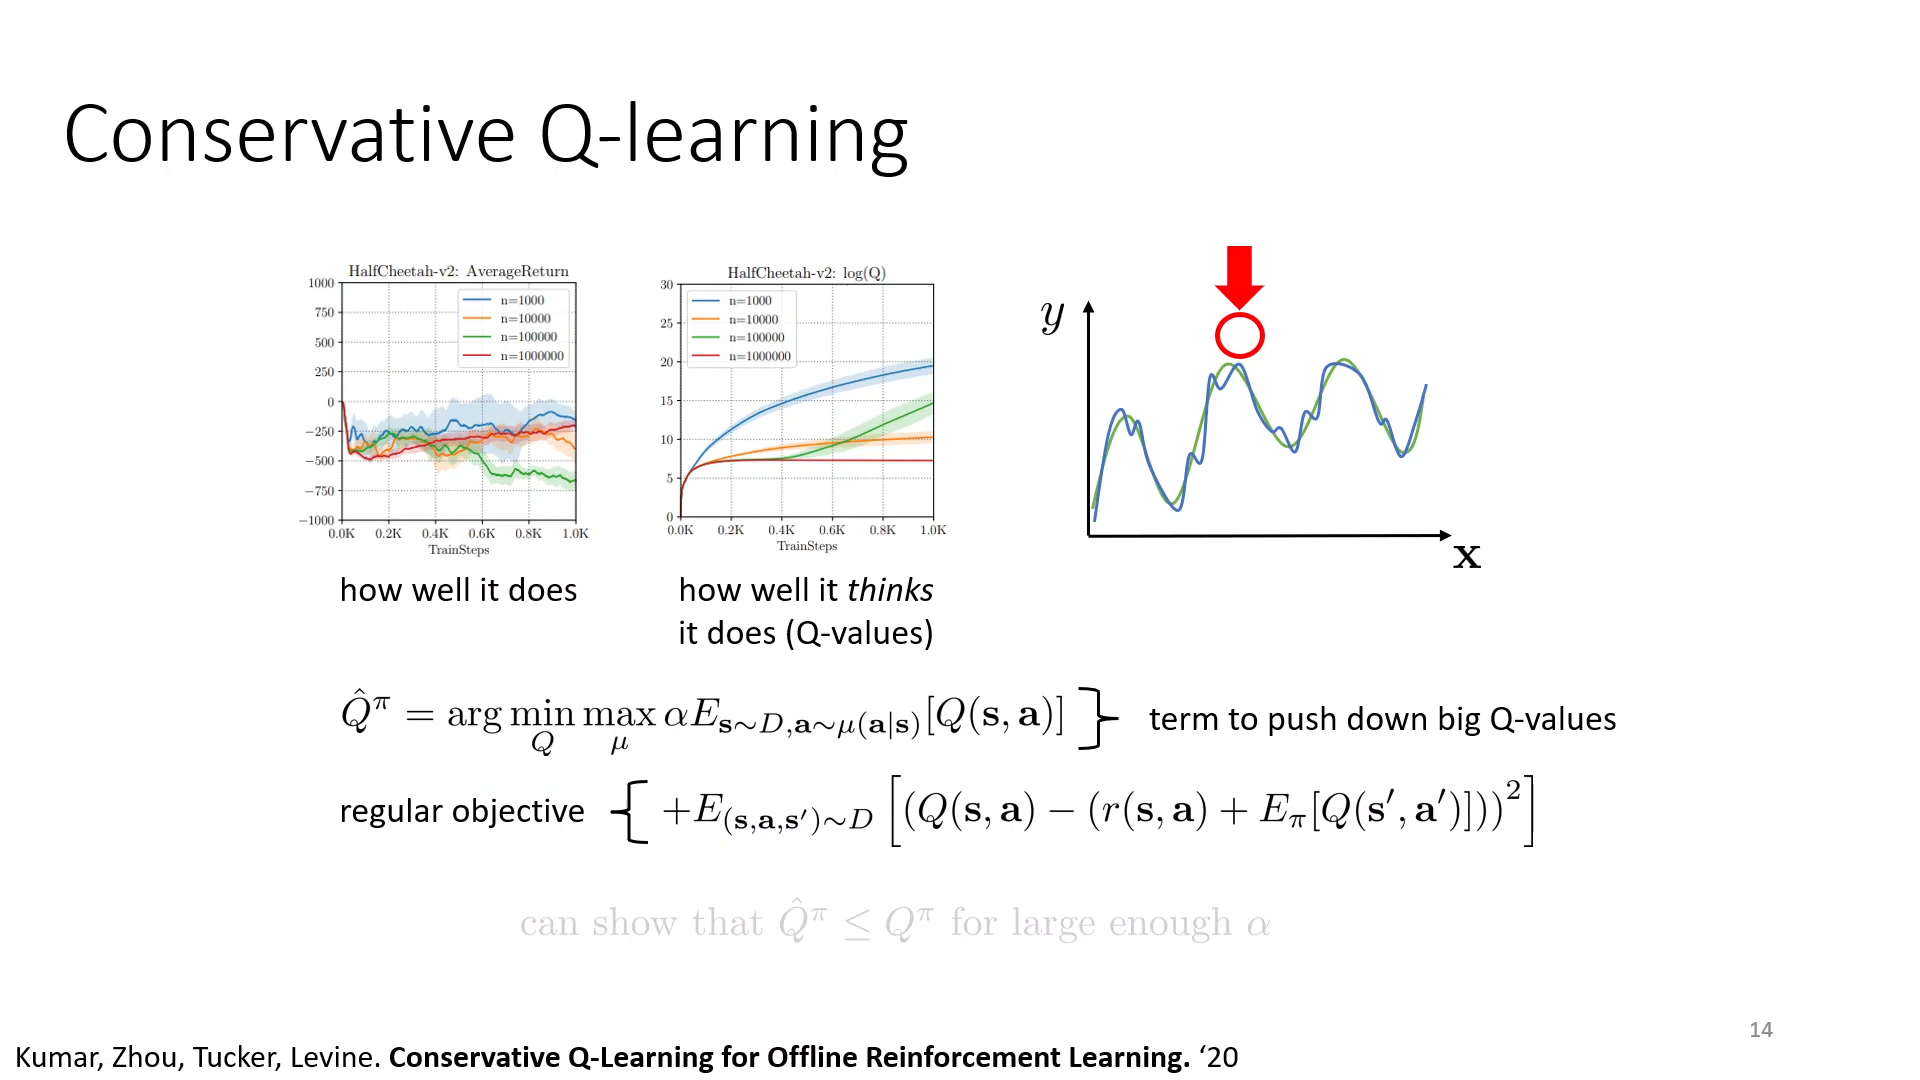 Conservative Q-learning
HalfCheetah-v2: AverageReturn
1000
750
500
250
0
−250
−500
−750
−1000
n=1000
n=10000
n=100000
n=1000000
0.0K 0.2K 0.4K 0.6K 0.8K 1.0K
TrainSteps
how well it does
HalfCheetah-v2: log(Q)
30
25
20
15
10
5
0
n=1000
n=10000
n=100000
n=1000000
0.0K 0.2K 0.4K 0.6K 0.8K 1.0K
TrainSteps
how well it thinks
it does (Q-values)
y
x
Q̂^π = arg min_Q max_μ αE_{s∼D,a∼μ(a|s)}[Q(s, a)] } term to push down big Q-values
regular objective { +E_{(s,a,s′)∼D} [(Q(s, a) − (r(s, a) + E_π[Q(s′, a′)]))²]
can show that Q̂^π ≤ Q^π for large enough α
14
Kumar, Zhou, Tucker, Levine. Conservative Q-Learning for Offline Reinforcement Learning. ‘20